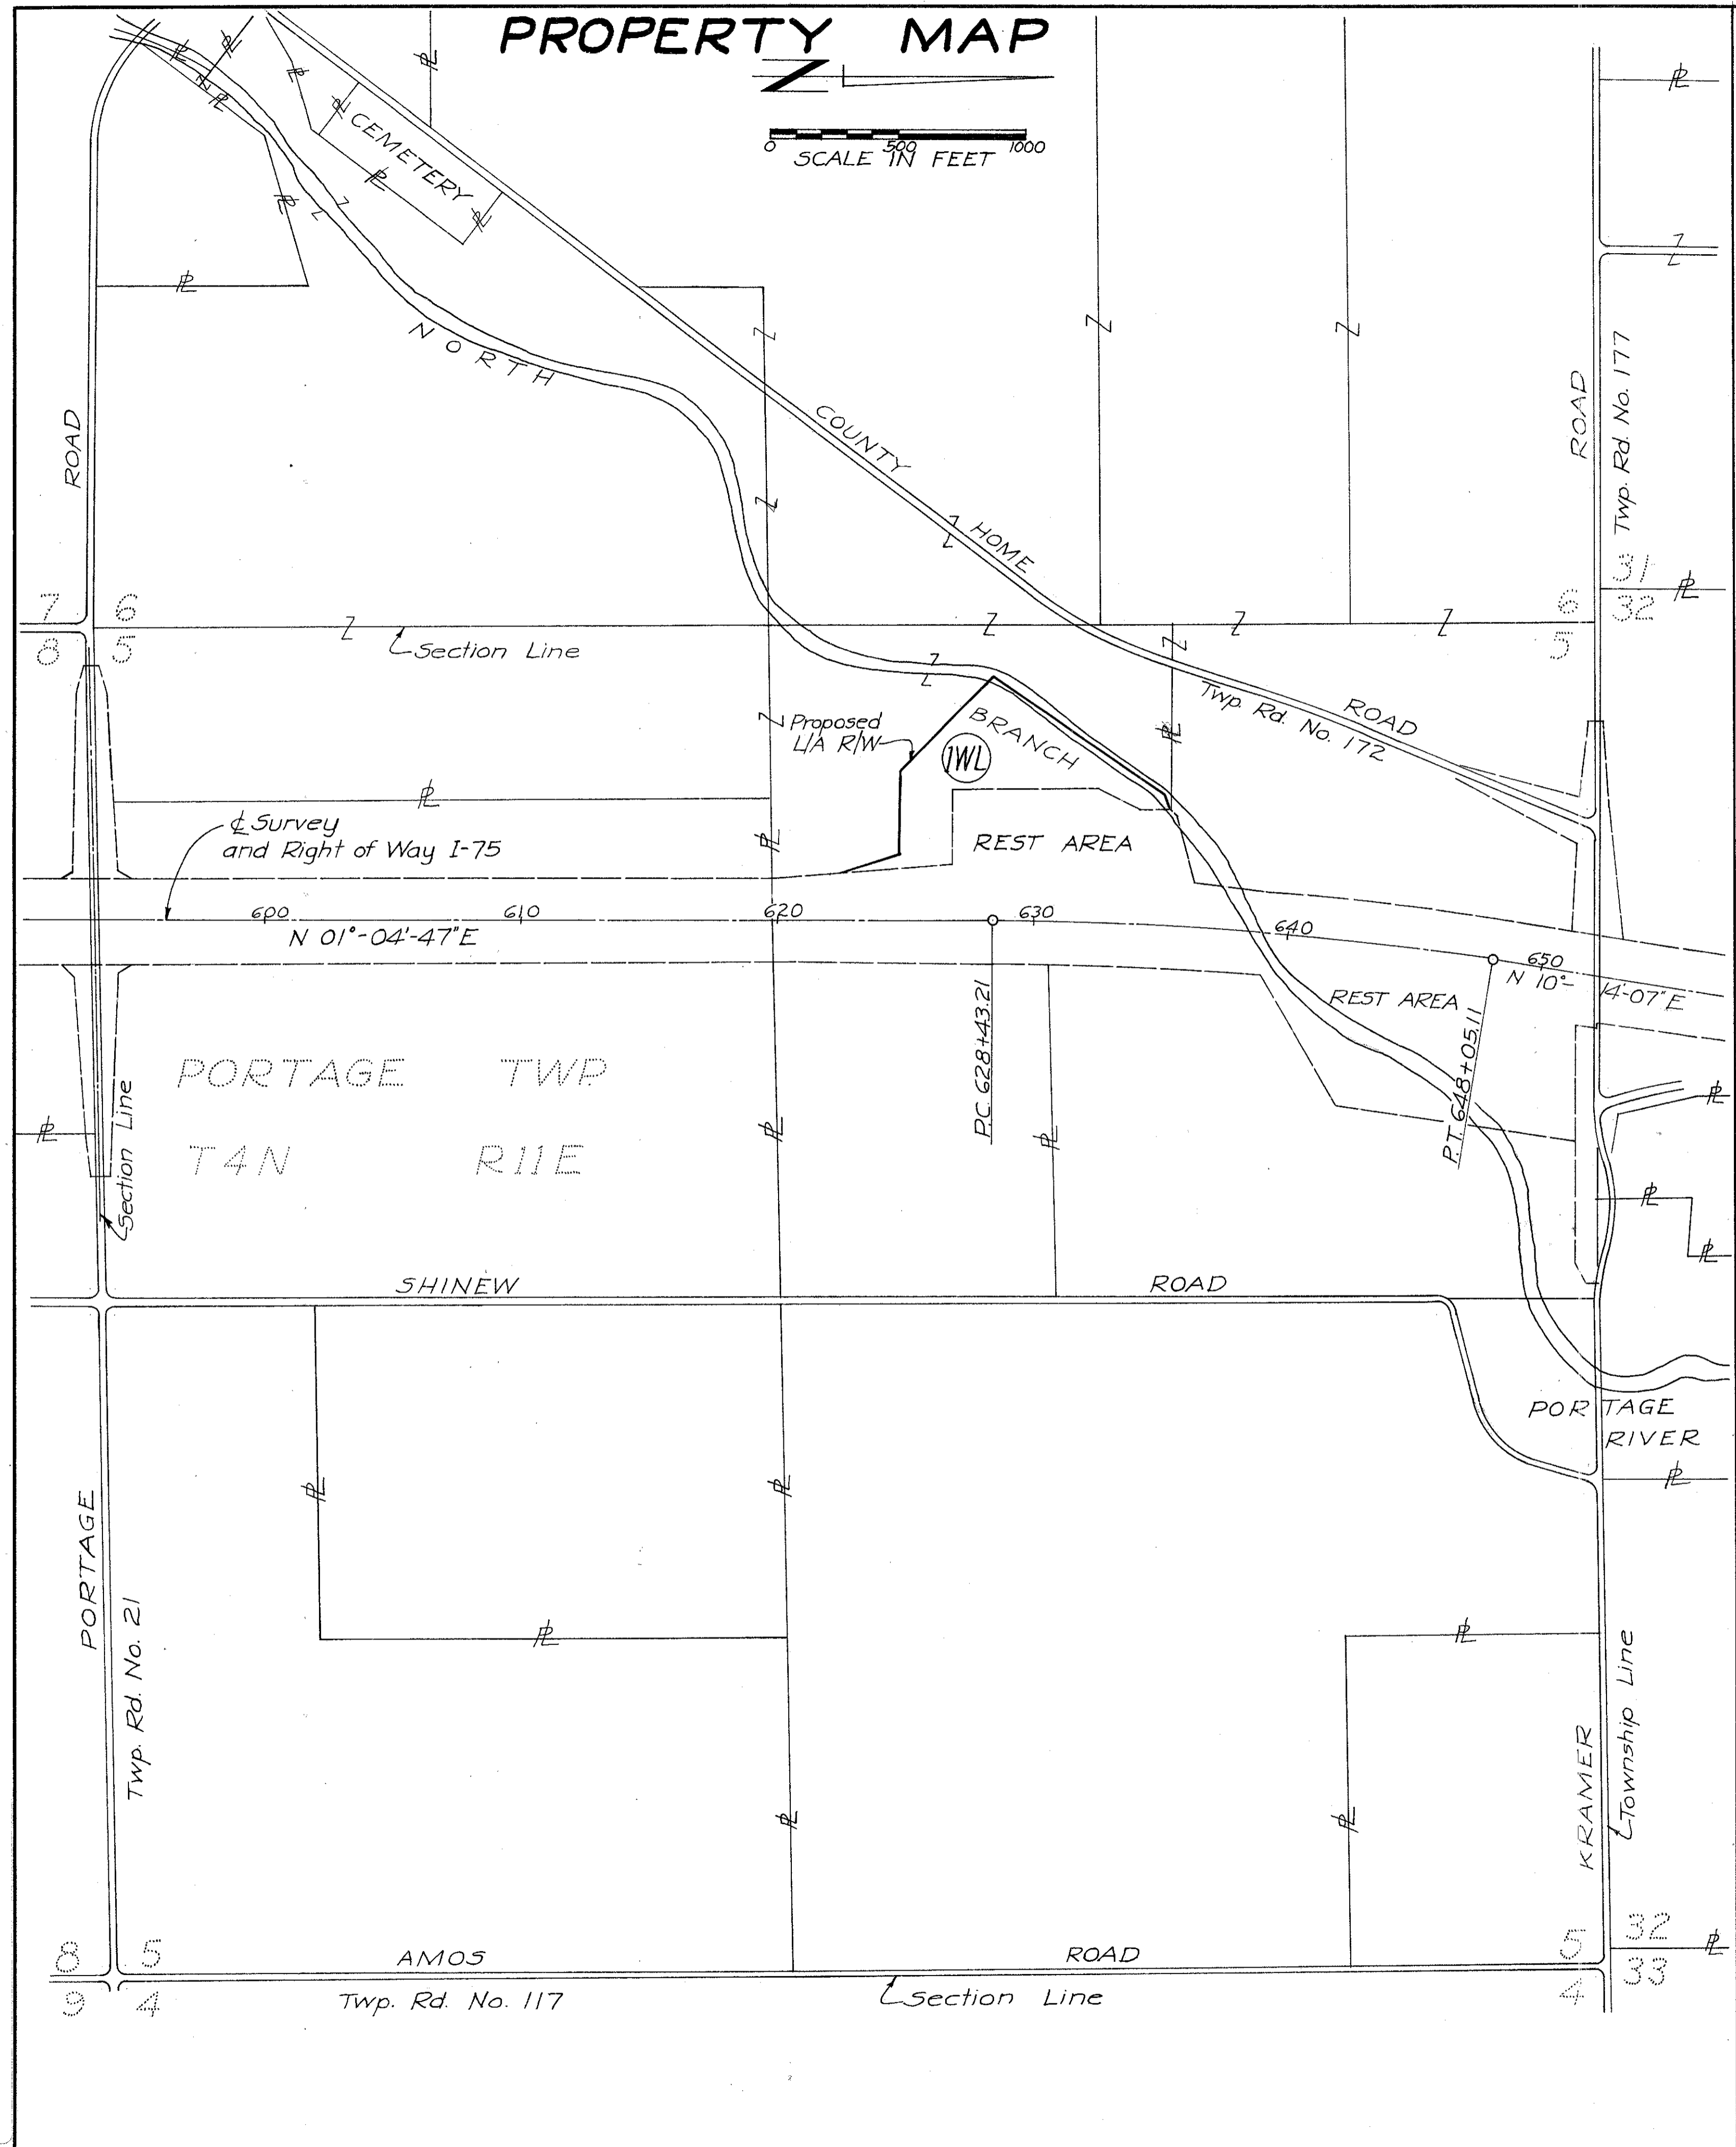 PROPERTY MAP
N
0 500 1000
SCALE IN FEET
CEMETERY
NORTH
COUNTY
HOME
ROAD
Twp. Rd. No. 172
ROAD
ROAD
Twp. Rd. No. 177
31
32
7 6
8 5
Section Line
6
5
Proposed
L/A R/W
1WL
BRANCH
REST AREA
℄ Survey
and Right of Way I-75
600 610 620 630 640 650
N 01°-04'-47"E
N 10°-14'-07"E
P.C. 628+43.21
P.T. 648+05.11
REST AREA
PORTAGE TWP.
T4N R11E
Section Line
SHINEW ROAD
PORTAGE
RIVER
PORTAGE
Twp. Rd. No. 21
KRAMER
Township Line
8 5
9 4
AMOS ROAD
Twp. Rd. No. 117
Section Line
5 32
4 33